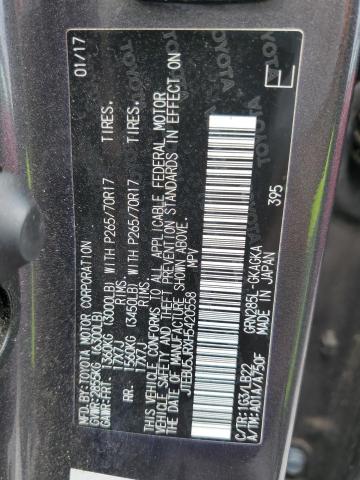 MFD. BY: TOYOTA MOTOR CORPORATION 01/17
GVWR: 2855KG (6300LB)
GAWR: FRT. 1360KG (3000LB) WITH P265/70R17 TIRES.
17X7J RIMS.
RR. 1560KG (3450LB) WITH P265/70R17 TIRES.
17X7J RIMS.
THIS VEHICLE CONFORMS TO ALL APPLICABLE FEDERAL MOTOR
VEHICLE SAFETY AND THEFT PREVENTION STANDARDS IN EFFECT ON
THE DATE OF MANUFACTURE SHOWN ABOVE.
JTEBU5JRXH5420558 MPV
E
C/TR: 1G3/LB22 GRN285L-GKAGKA 395
A/TM: A01A/A750F MADE IN JAPAN